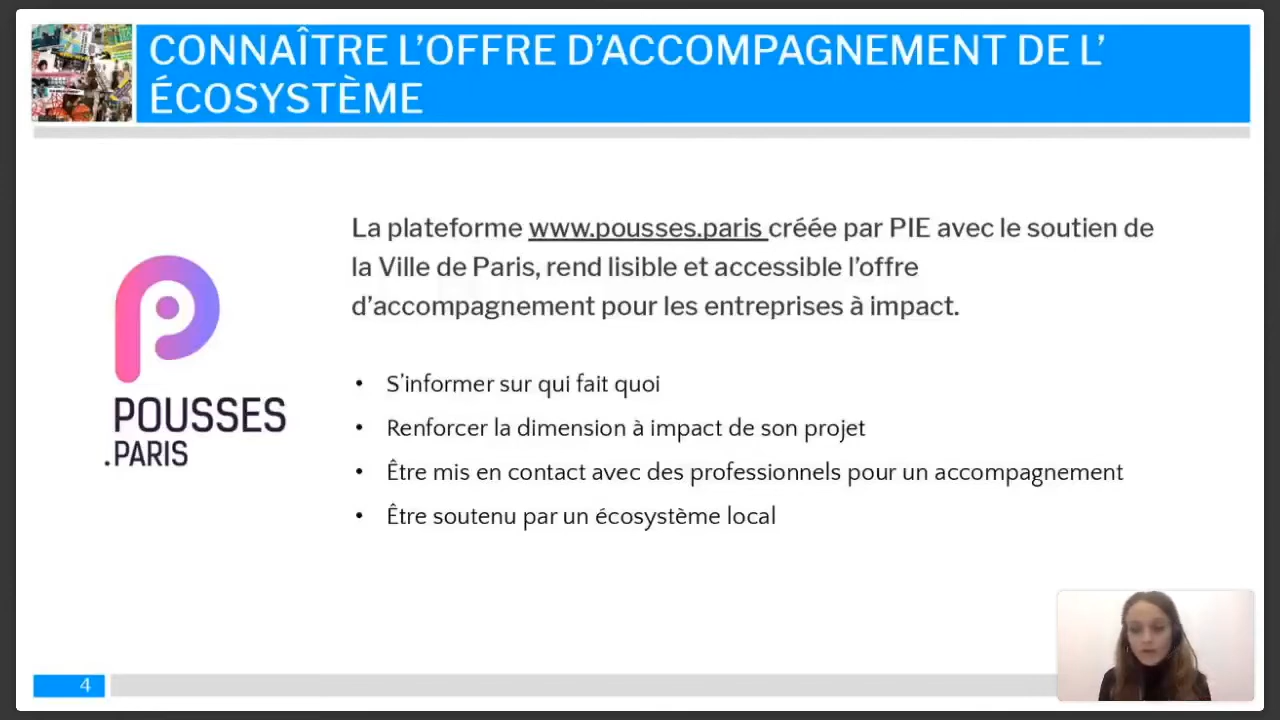 CONNAÎTRE L’OFFRE D’ACCOMPAGNEMENT DE L’
ÉCOSYSTÈME
La plateforme www.pousses.paris créée par PIE avec le soutien de
la Ville de Paris, rend lisible et accessible l’offre
d’accompagnement pour les entreprises à impact.
POUSSES
.PARIS
• S’informer sur qui fait quoi
• Renforcer la dimension à impact de son projet
• Être mis en contact avec des professionnels pour un accompagnement
• Être soutenu par un écosystème local
4